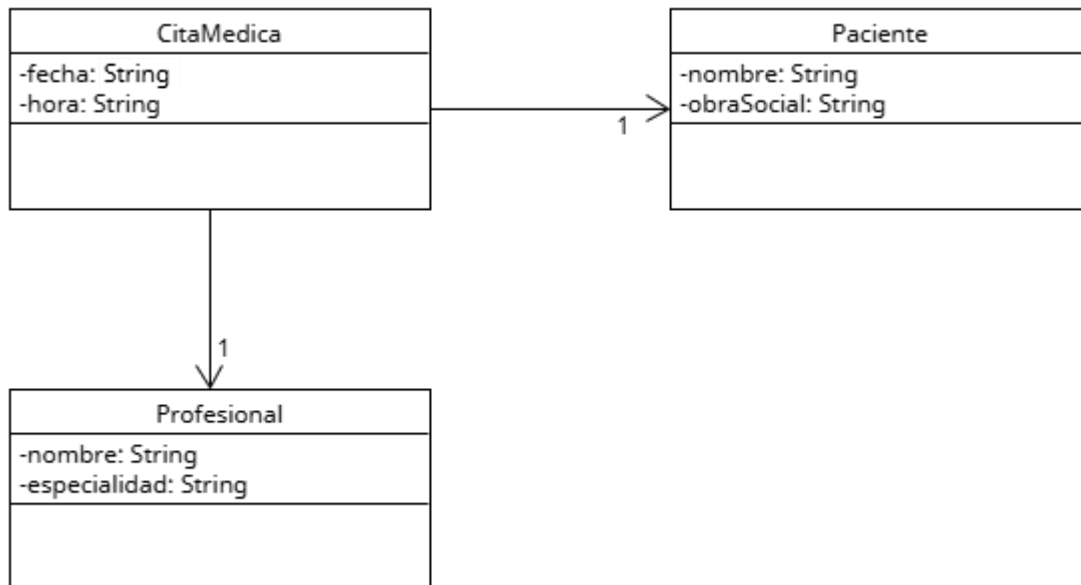 CitaMedica
-fecha: String
-hora: String
Paciente
-nombre: String
-obraSocial: String
1
1
Profesional
-nombre: String
-especialidad: String